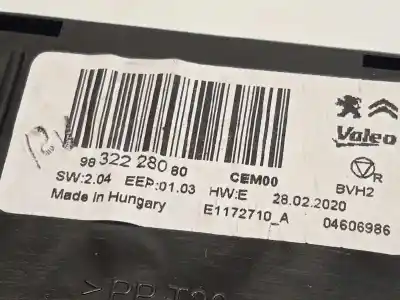 Valeo
98 322 280 80
CEM00
R
BVH2
SW:2.04 EEP:01.03 HW:E 28.02.2020
Made in Hungary E1172710_A 04606986